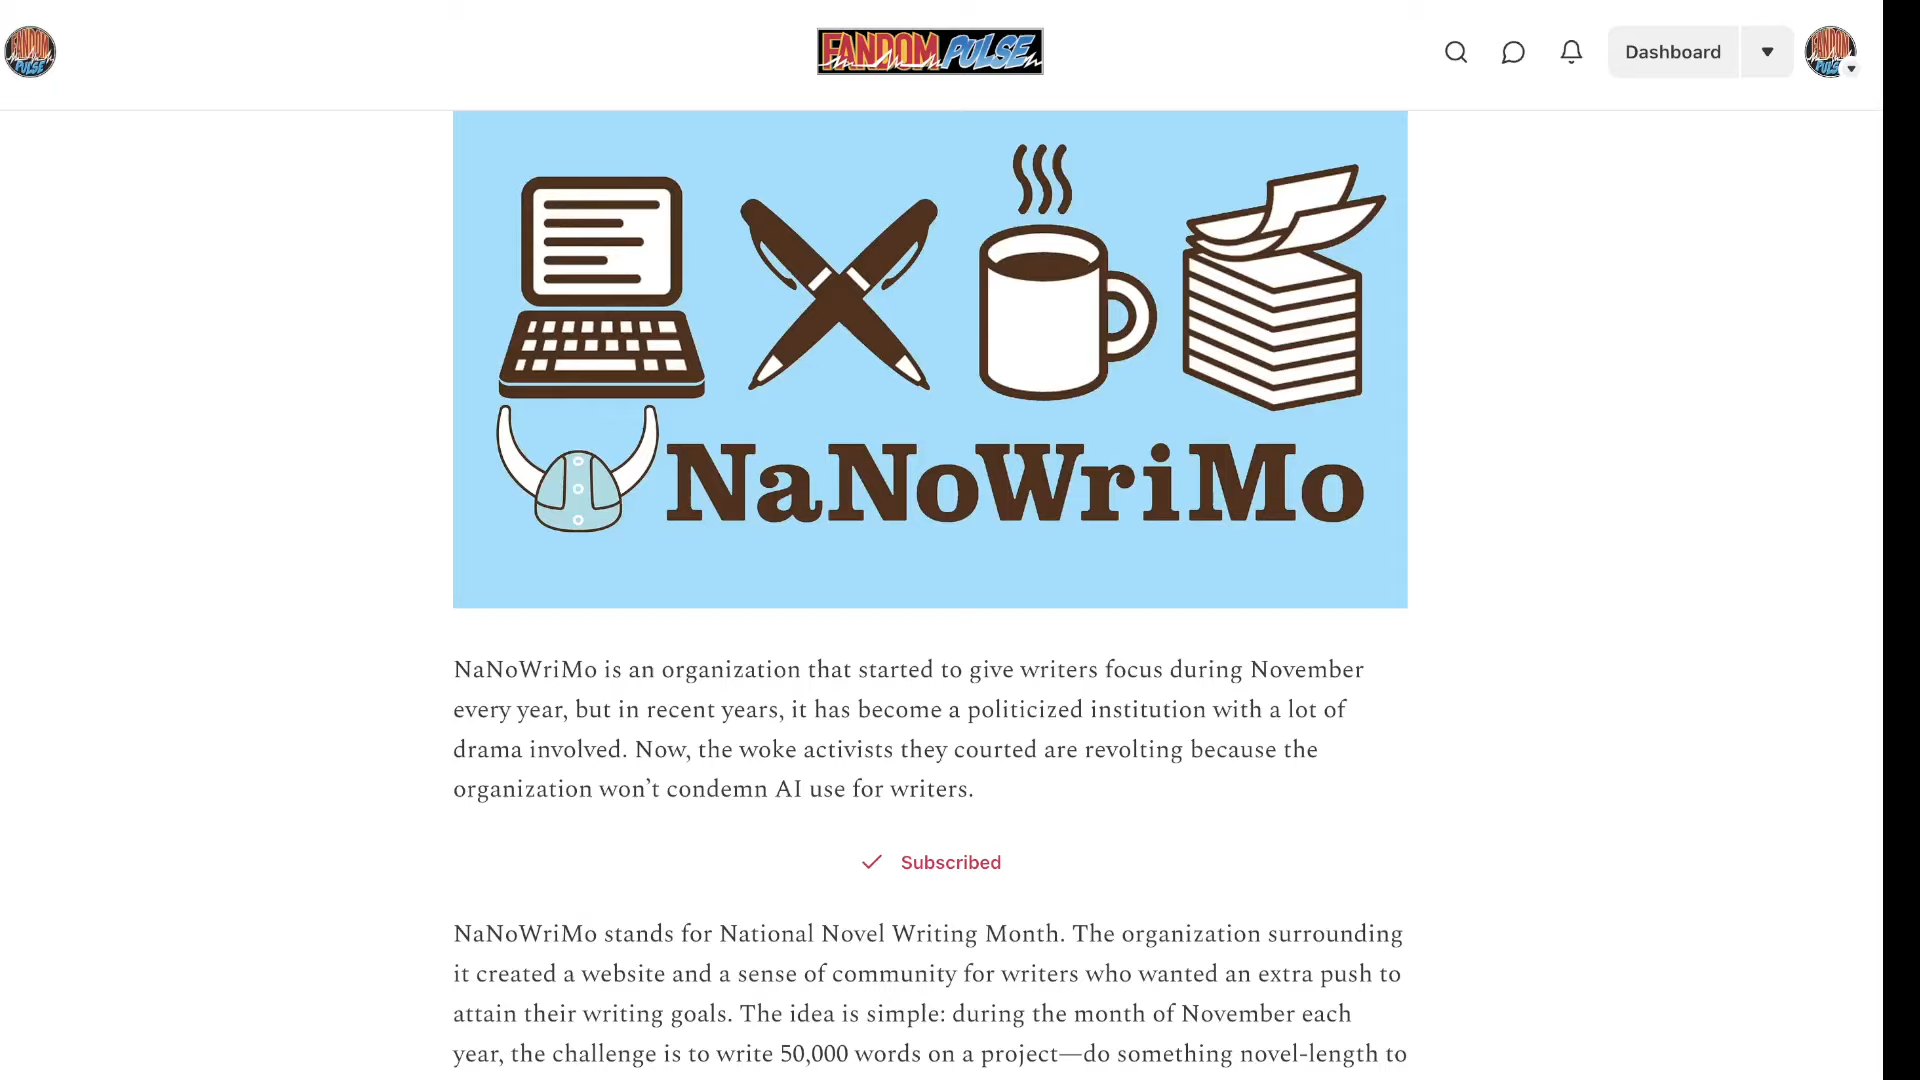 FANDOM PULSE
FANDOM PULSE
Dashboard
FANDOM PULSE
NaNoWriMo
NaNoWriMo is an organization that started to give writers focus during November
every year, but in recent years, it has become a politicized institution with a lot of
drama involved. Now, the woke activists they courted are revolting because the
organization won’t condemn AI use for writers.
Subscribed
NaNoWriMo stands for National Novel Writing Month. The organization surrounding
it created a website and a sense of community for writers who wanted an extra push to
attain their writing goals. The idea is simple: during the month of November each
year, the challenge is to write 50,000 words on a project—do something novel-length to